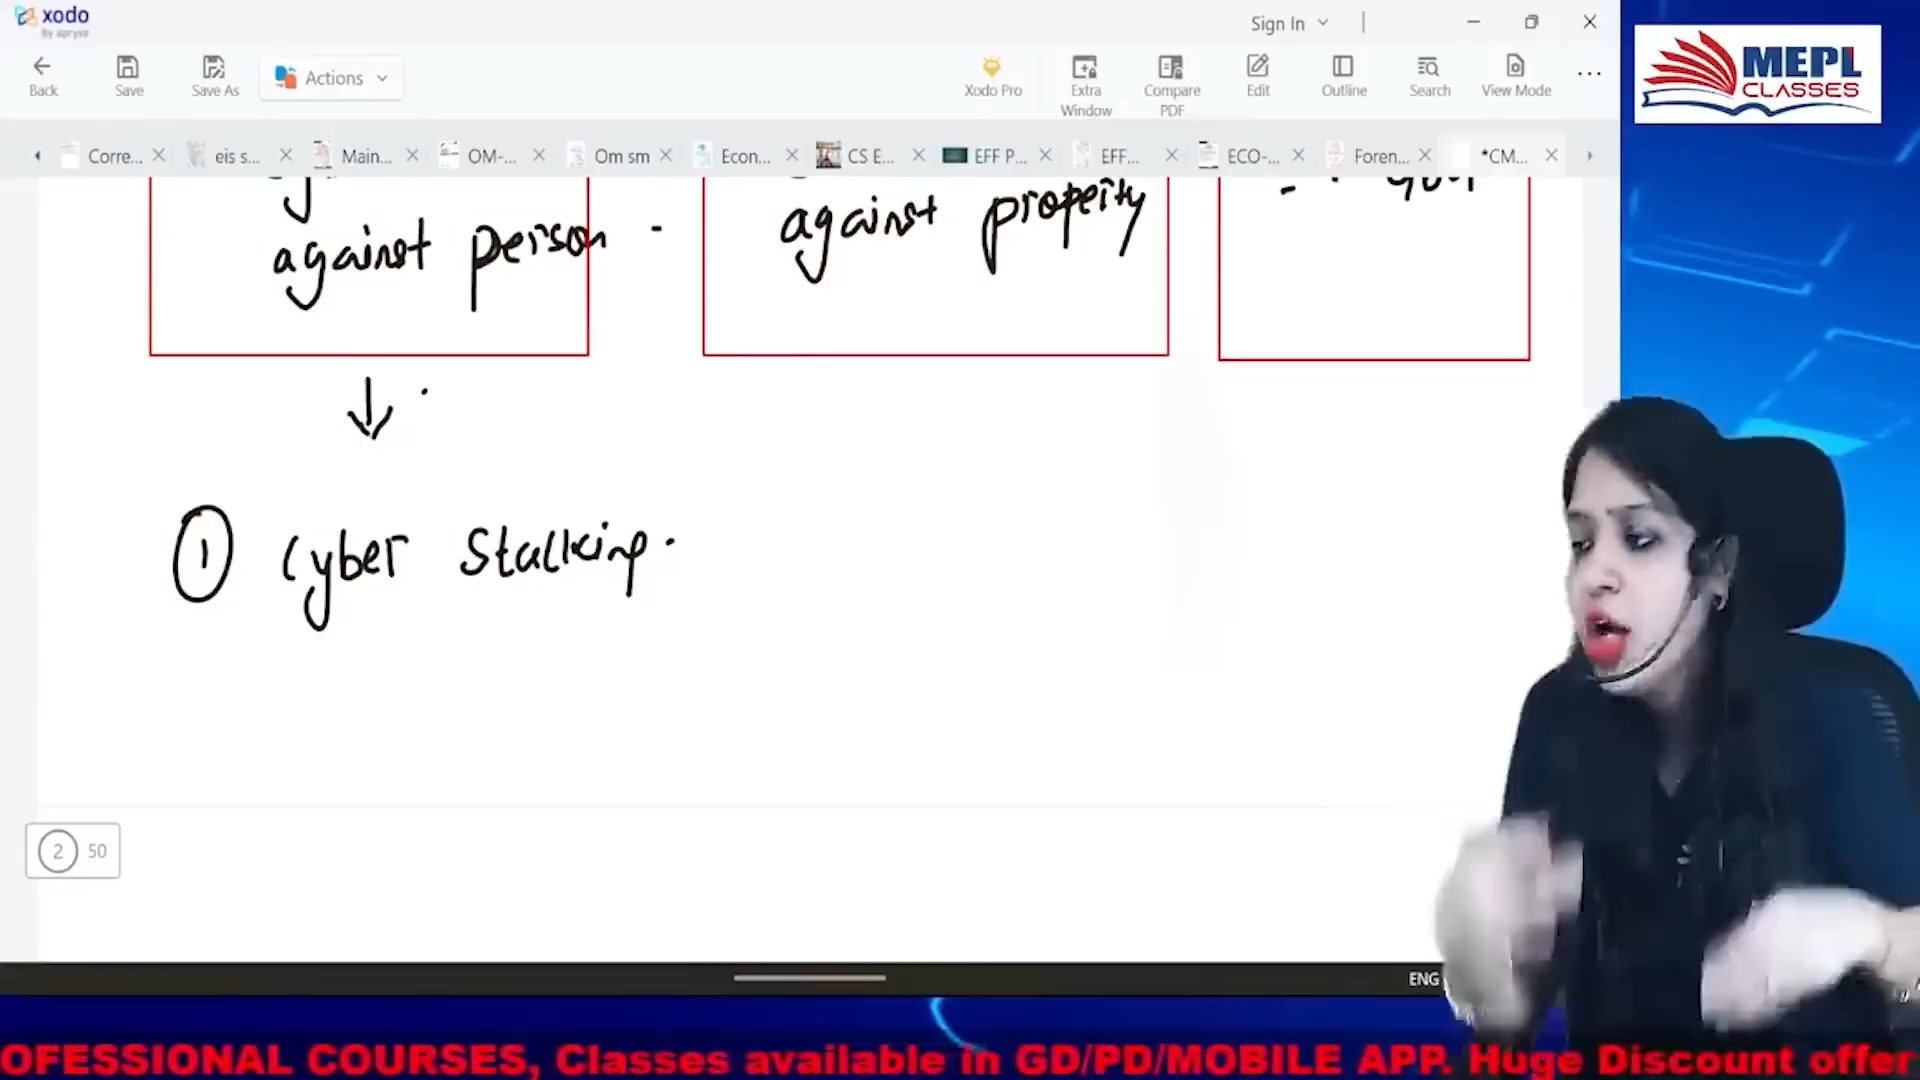 xodo
by apryse
Sign In
Back
Save
Save As
Actions
Xodo Pro
Extra Window
Compare PDF
Edit
Outline
Search
View Mode
MEPL
CLASSES
Corre...
eis s...
Main...
OM-...
Om sm
Econ...
CS E...
EFF P...
EFF...
ECO-...
Foren...
*CM...
against person
against property
1 Cyber Stalking
2 50
ENG
OFESSIONAL COURSES, Classes available in GD/PD/MOBILE APP. Huge Discount offer